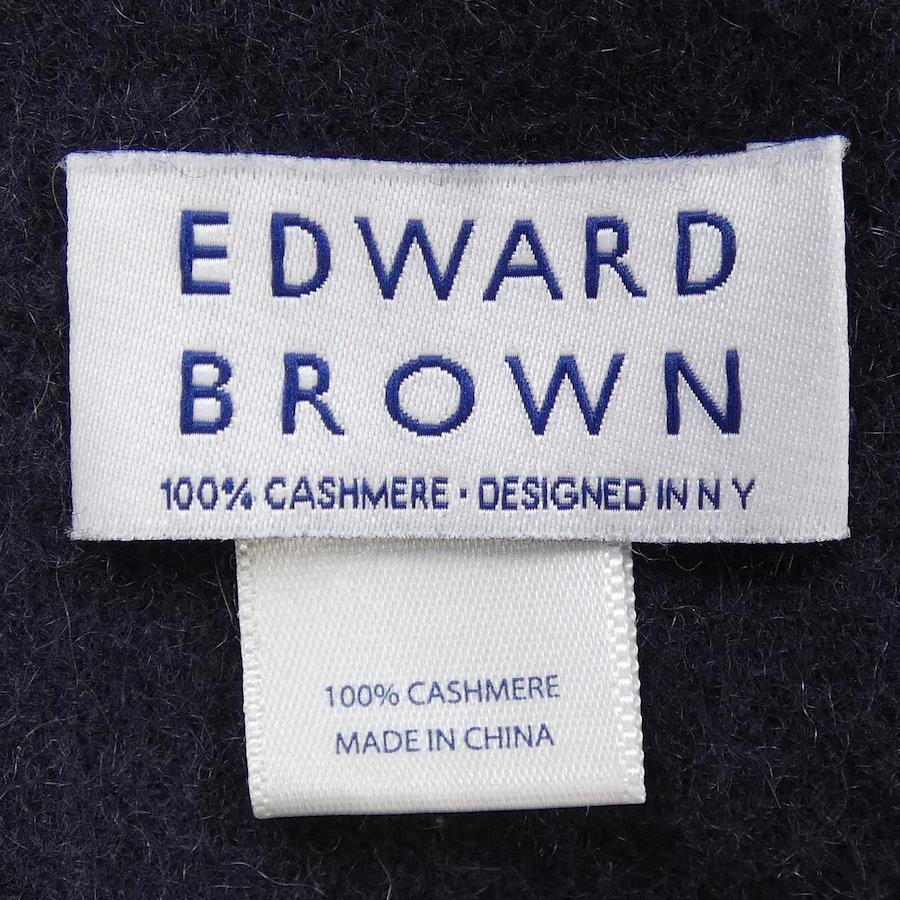 EDWARD
BROWN
100% CASHMERE · DESIGNED IN N Y
100% CASHMERE
MADE IN CHINA